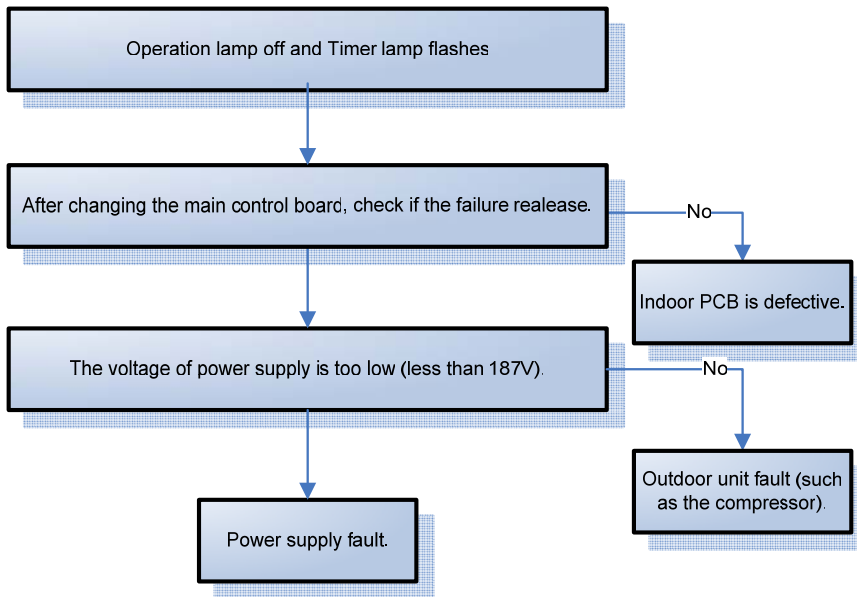 Operation lamp off and Timer lamp flashes
After changing the main control board, check if the failure realease.
No
Indoor PCB is defective.
The voltage of power supply is too low (less than 187V).
No
Outdoor unit fault (such
as the compressor).
Power supply fault.